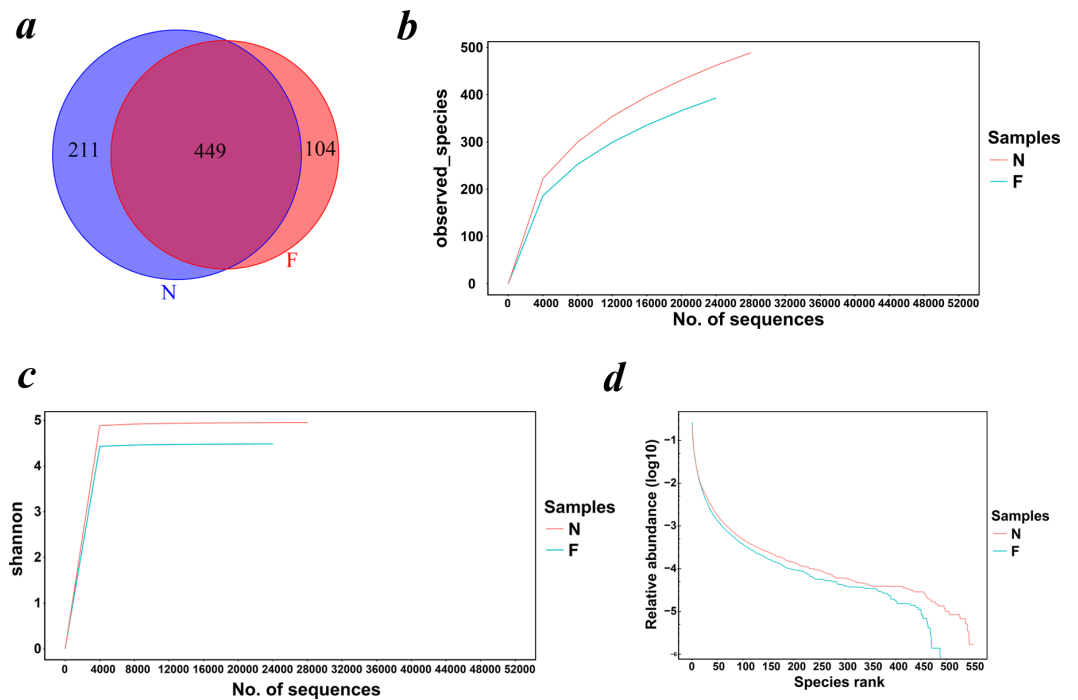 a
211
449
104
F
N
b
500
400
300
200
100
0
observed_species
0 4000 8000 12000 16000 20000 24000 28000 32000 36000 40000 44000 48000 52000
No. of sequences
Samples
N
F
c
5
4
3
2
1
0
shannon
0 4000 8000 12000 16000 20000 24000 28000 32000 36000 40000 44000 48000 52000
No. of sequences
Samples
N
F
d
−1
−2
−3
−4
−5
−6
Relative abundance (log10)
0 50 100 150 200 250 300 350 400 450 500 550
Species rank
Samples
N
F